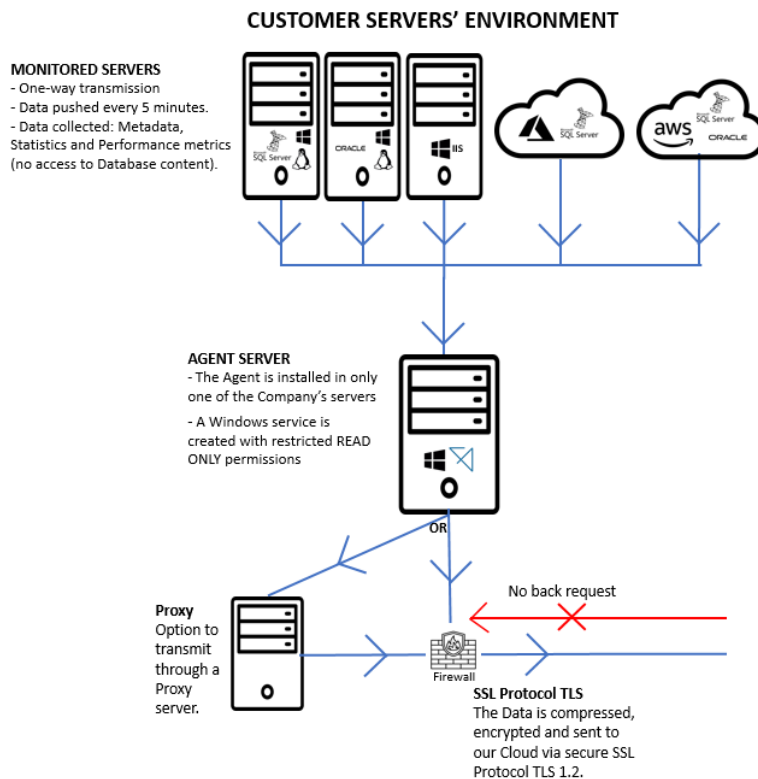 CUSTOMER SERVERS' ENVIRONMENT
MONITORED SERVERS
- One-way transmission
- Data pushed every 5 minutes.
- Data collected: Metadata,
Statistics and Performance metrics
(no access to Database content).
SQL Server
ORACLE
IIS
SQL Server
aws
SQL Server
ORACLE
AGENT SERVER
- The Agent is installed in only
one of the Company's servers
- A Windows service is
created with restricted READ
ONLY permissions
OR
No back request
Proxy
Option to
transmit
through a
Proxy
server.
Firewall
SSL Protocol TLS
The Data is compressed,
encrypted and sent to
our Cloud via secure SSL
Protocol TLS 1.2.